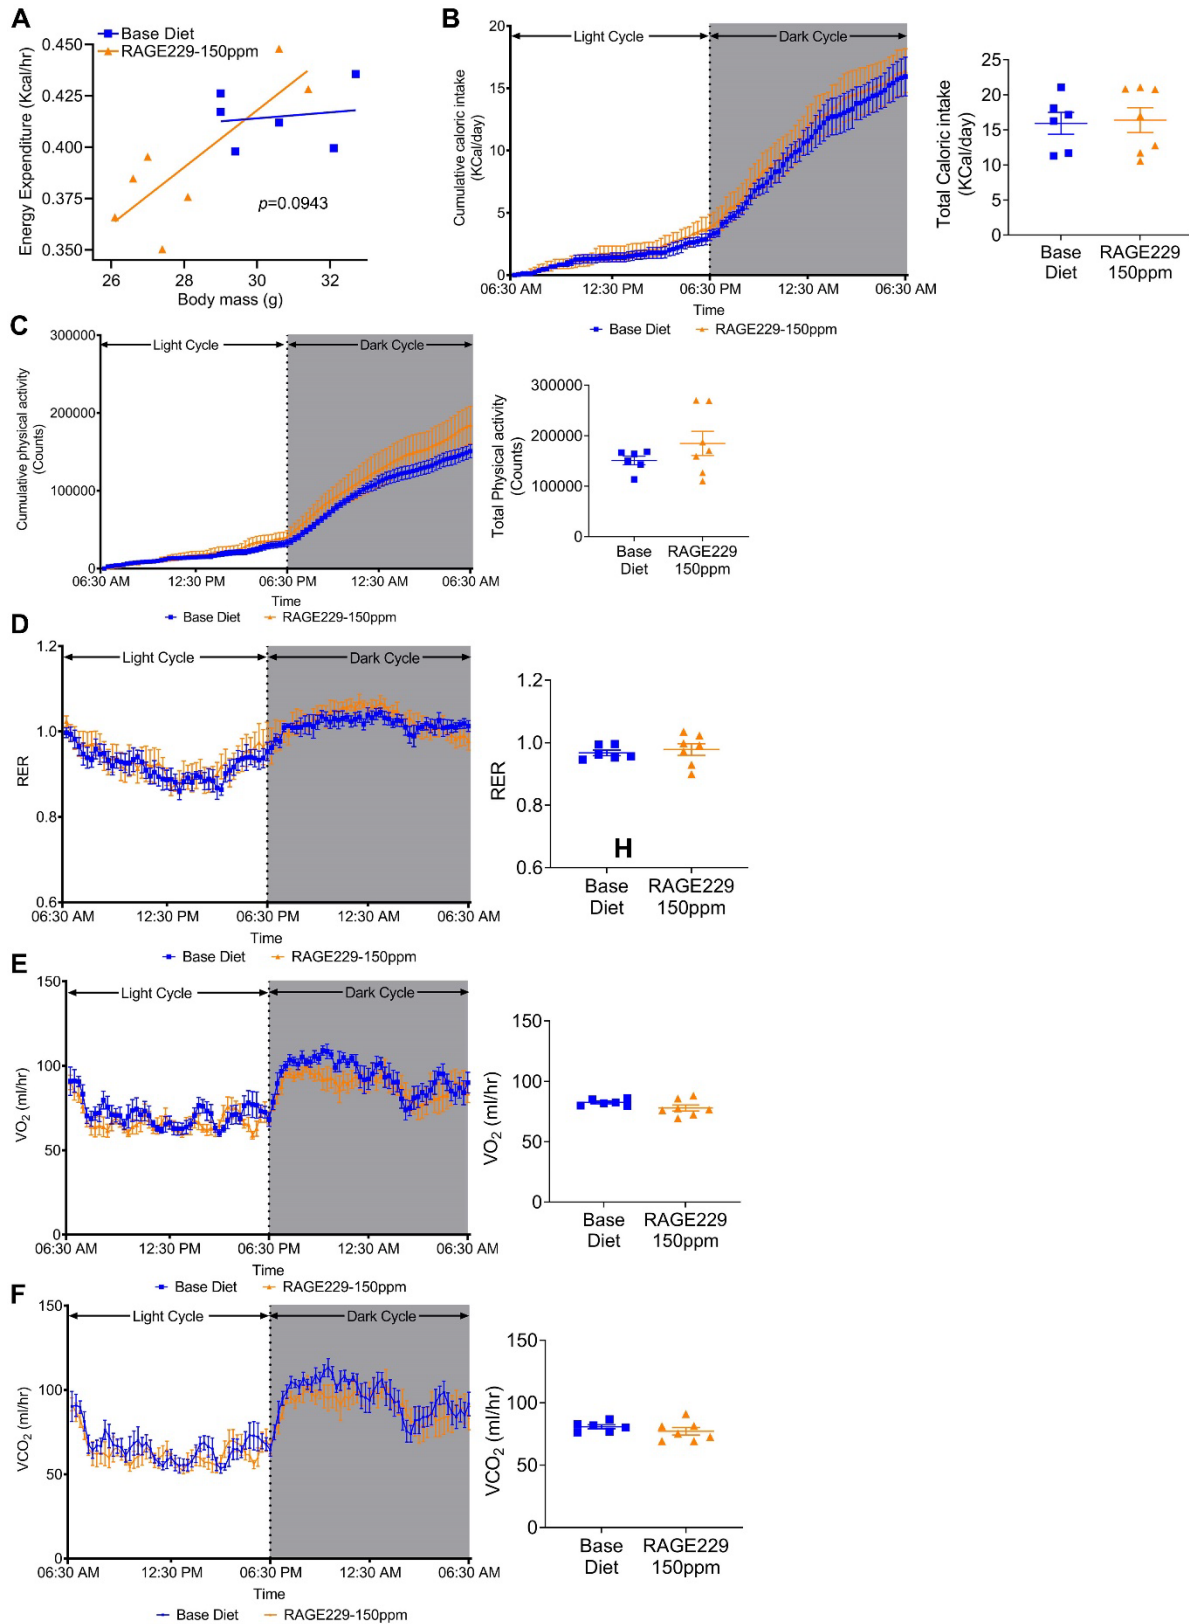 A
Base Diet
RAGE229-150ppm
Energy Expenditure (Kcal/hr)
0.450
0.425
0.400
0.375
0.350
p=0.0943
26 28 30 32
Body mass (g)
B
Cumulative caloric intake
(KCal/day)
20
15
10
5
0
Light Cycle
Dark Cycle
06:30 AM 12:30 PM 06:30 PM 12:30 AM 06:30 AM
Time
Base Diet RAGE229-150ppm
Total Caloric intake
(KCal/day)
25
20
15
10
5
0
Base
Diet
RAGE229
150ppm
C
Cumulative physical activity
(Counts)
300000
200000
100000
0
Light Cycle
Dark Cycle
06:30 AM 12:30 PM 06:30 PM 12:30 AM 06:30 AM
Time
Base Diet RAGE229-150ppm
Total Physical activity
(Counts)
300000
200000
100000
0
Base
Diet
RAGE229
150ppm
D
RER
1.2
1.0
0.8
0.6
Light Cycle
Dark Cycle
06:30 AM 12:30 PM 06:30 PM 12:30 AM 06:30 AM
Time
Base Diet RAGE229-150ppm
RER
1.2
1.0
0.8
0.6
H
Base
Diet
RAGE229
150ppm
E
VO2 (ml/hr)
150
100
50
0
Light Cycle
Dark Cycle
06:30 AM 12:30 PM 06:30 PM 12:30 AM 06:30 AM
Time
Base Diet RAGE229-150ppm
VO2 (ml/hr)
150
100
50
0
Base
Diet
RAGE229
150ppm
F
VCO2 (ml/hr)
150
100
50
0
Light Cycle
Dark Cycle
06:30 AM 12:30 PM 06:30 PM 12:30 AM 06:30 AM
Time
Base Diet RAGE229-150ppm
VCO2 (ml/hr)
150
100
50
0
Base
Diet
RAGE229
150ppm